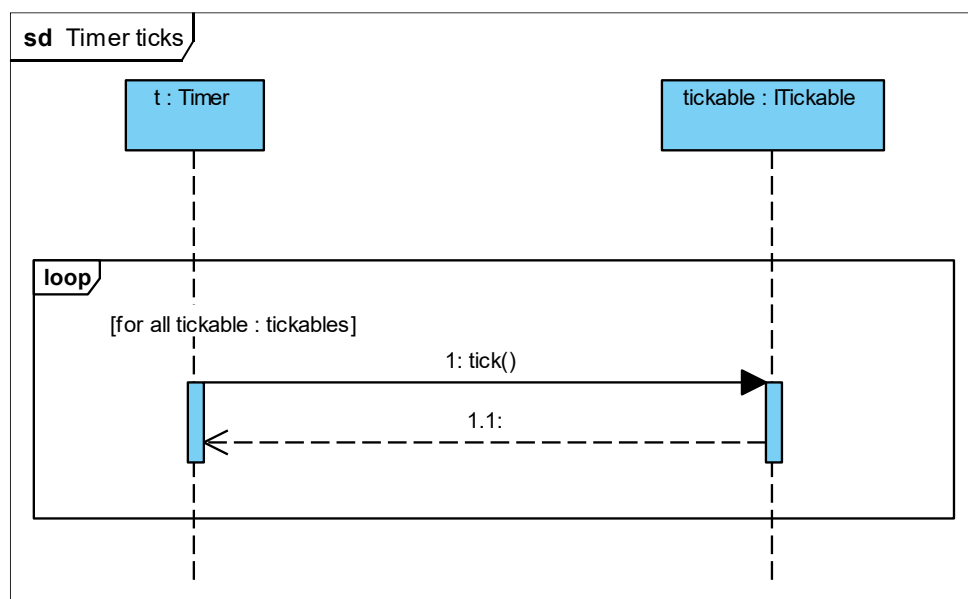 sd Timer ticks
t : Timer
tickable : ITickable
loop
[for all tickable : tickables]
1: tick()
1.1: